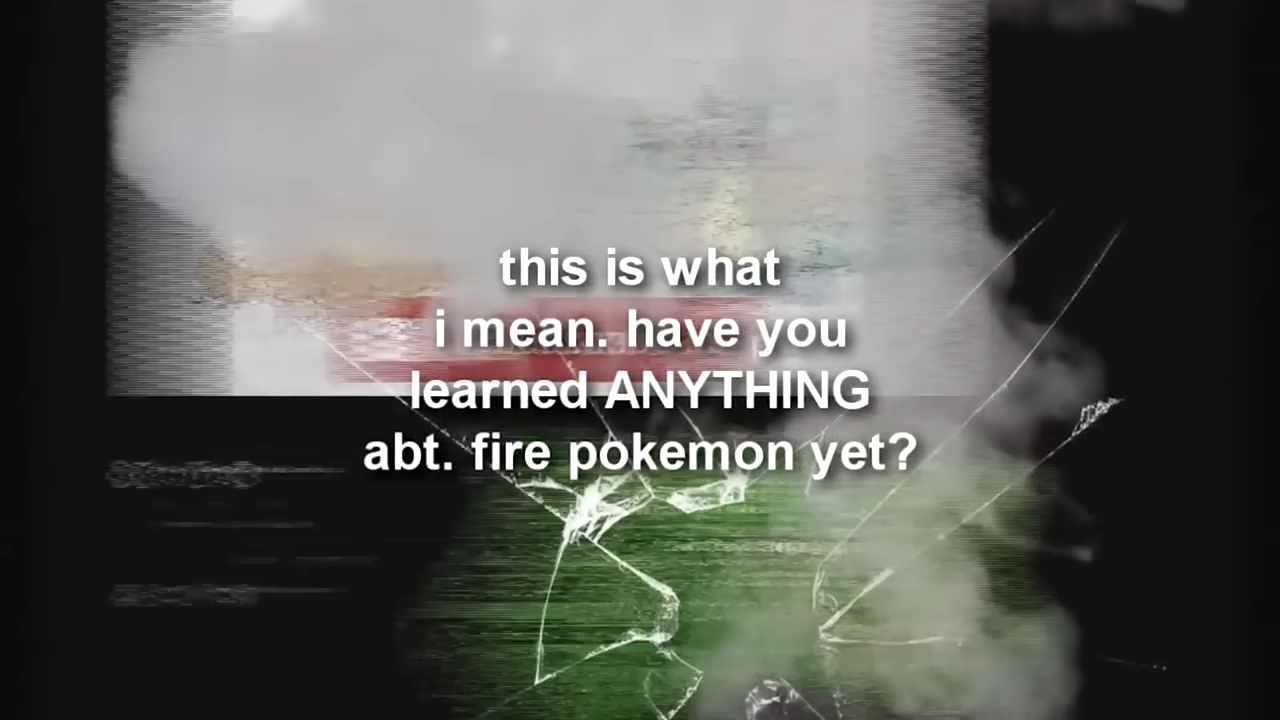 this is what
i mean. have you
learned ANYTHING
abt. fire pokemon yet?